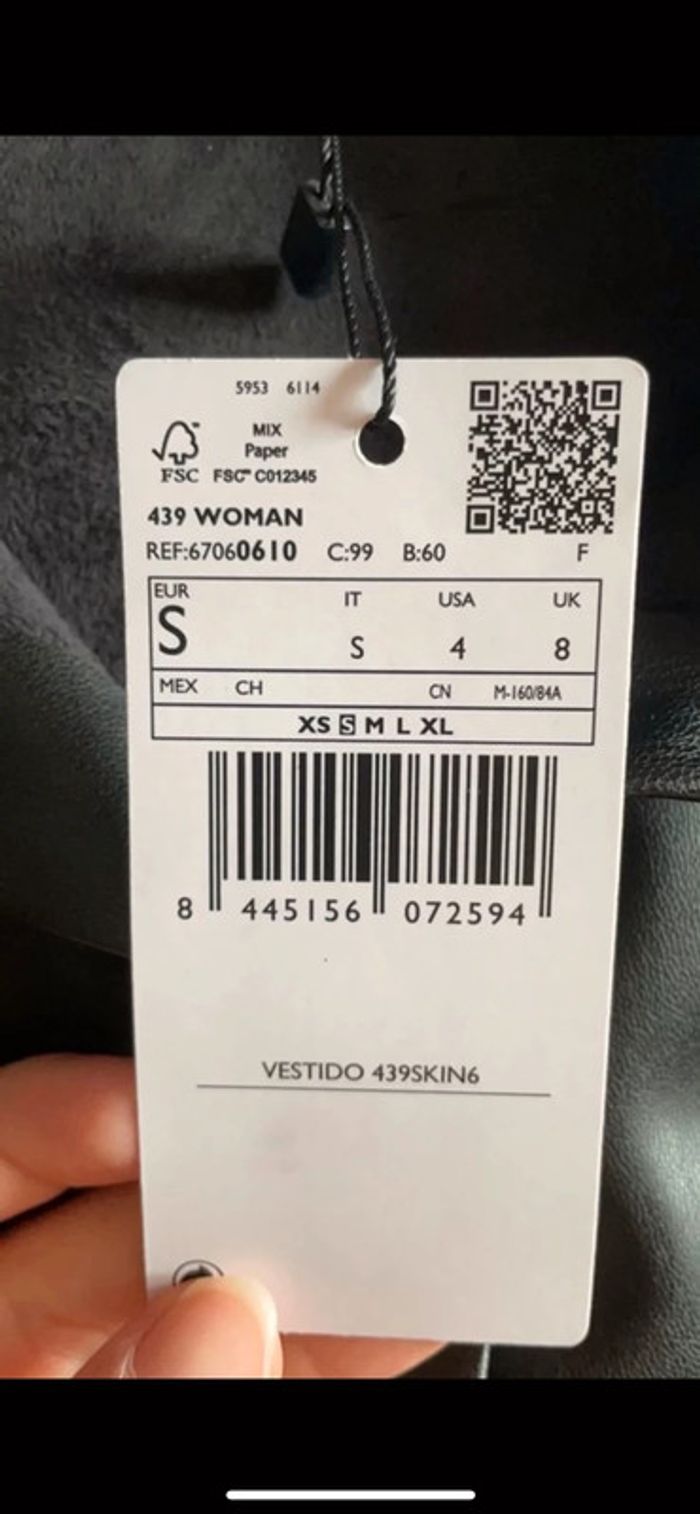 5953 6114
MIX
Paper
FSC FSC™ C012345
439 WOMAN
REF:67060610 C:99 B:60 F
EUR IT USA UK
S S 4 8
MEX CH CN M-160/84A
XS S M L XL
8 445156 072594
VESTIDO 439SKIN6